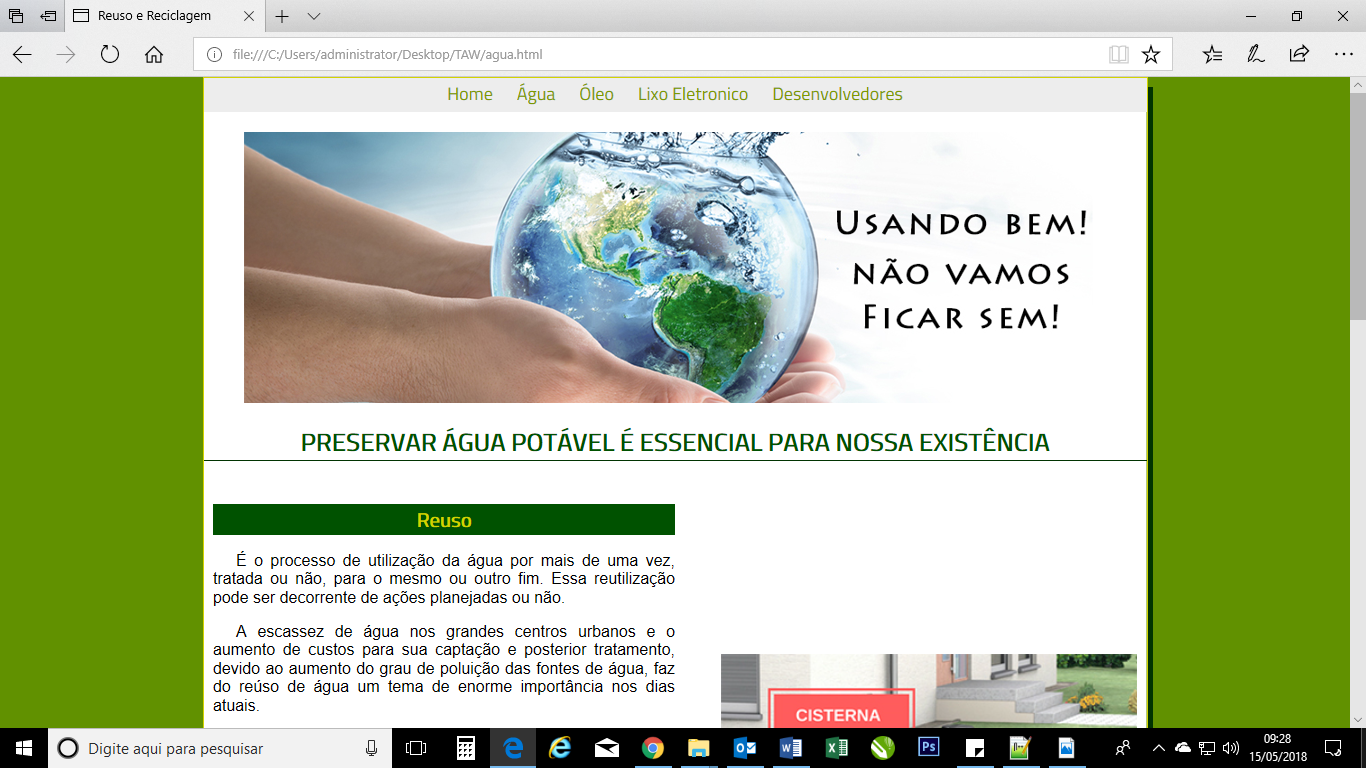 Reuso e Reciclagem
file:///C:/Users/administrator/Desktop/TAW/agua.html
Home Água Óleo Lixo Eletronico Desenvolvedores
USANDO BEM!
NÃO VAMOS
FICAR SEM!
PRESERVAR ÁGUA POTÁVEL É ESSENCIAL PARA NOSSA EXISTÊNCIA
Reuso
É o processo de utilização da água por mais de uma vez,
tratada ou não, para o mesmo ou outro fim. Essa reutilização
pode ser decorrente de ações planejadas ou não.
A escassez de água nos grandes centros urbanos e o
aumento de custos para sua captação e posterior tratamento,
devido ao aumento do grau de poluição das fontes de água, faz
do reúso de água um tema de enorme importância nos dias
atuais.
CISTERNA
Digite aqui para pesquisar
09:28
15/05/2018